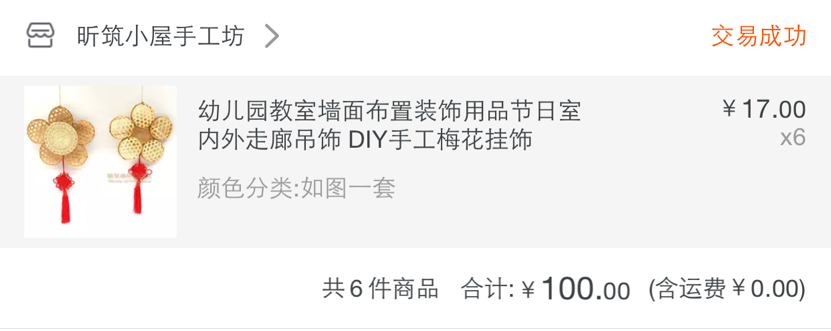 昕筑小屋手工坊
交易成功
幼儿园教室墙面布置装饰用品节日室
内外走廊吊饰 DIY手工梅花挂饰
¥17.00
x6
颜色分类:如图一套
共6件商品 合计:¥100.00 (含运费¥0.00)